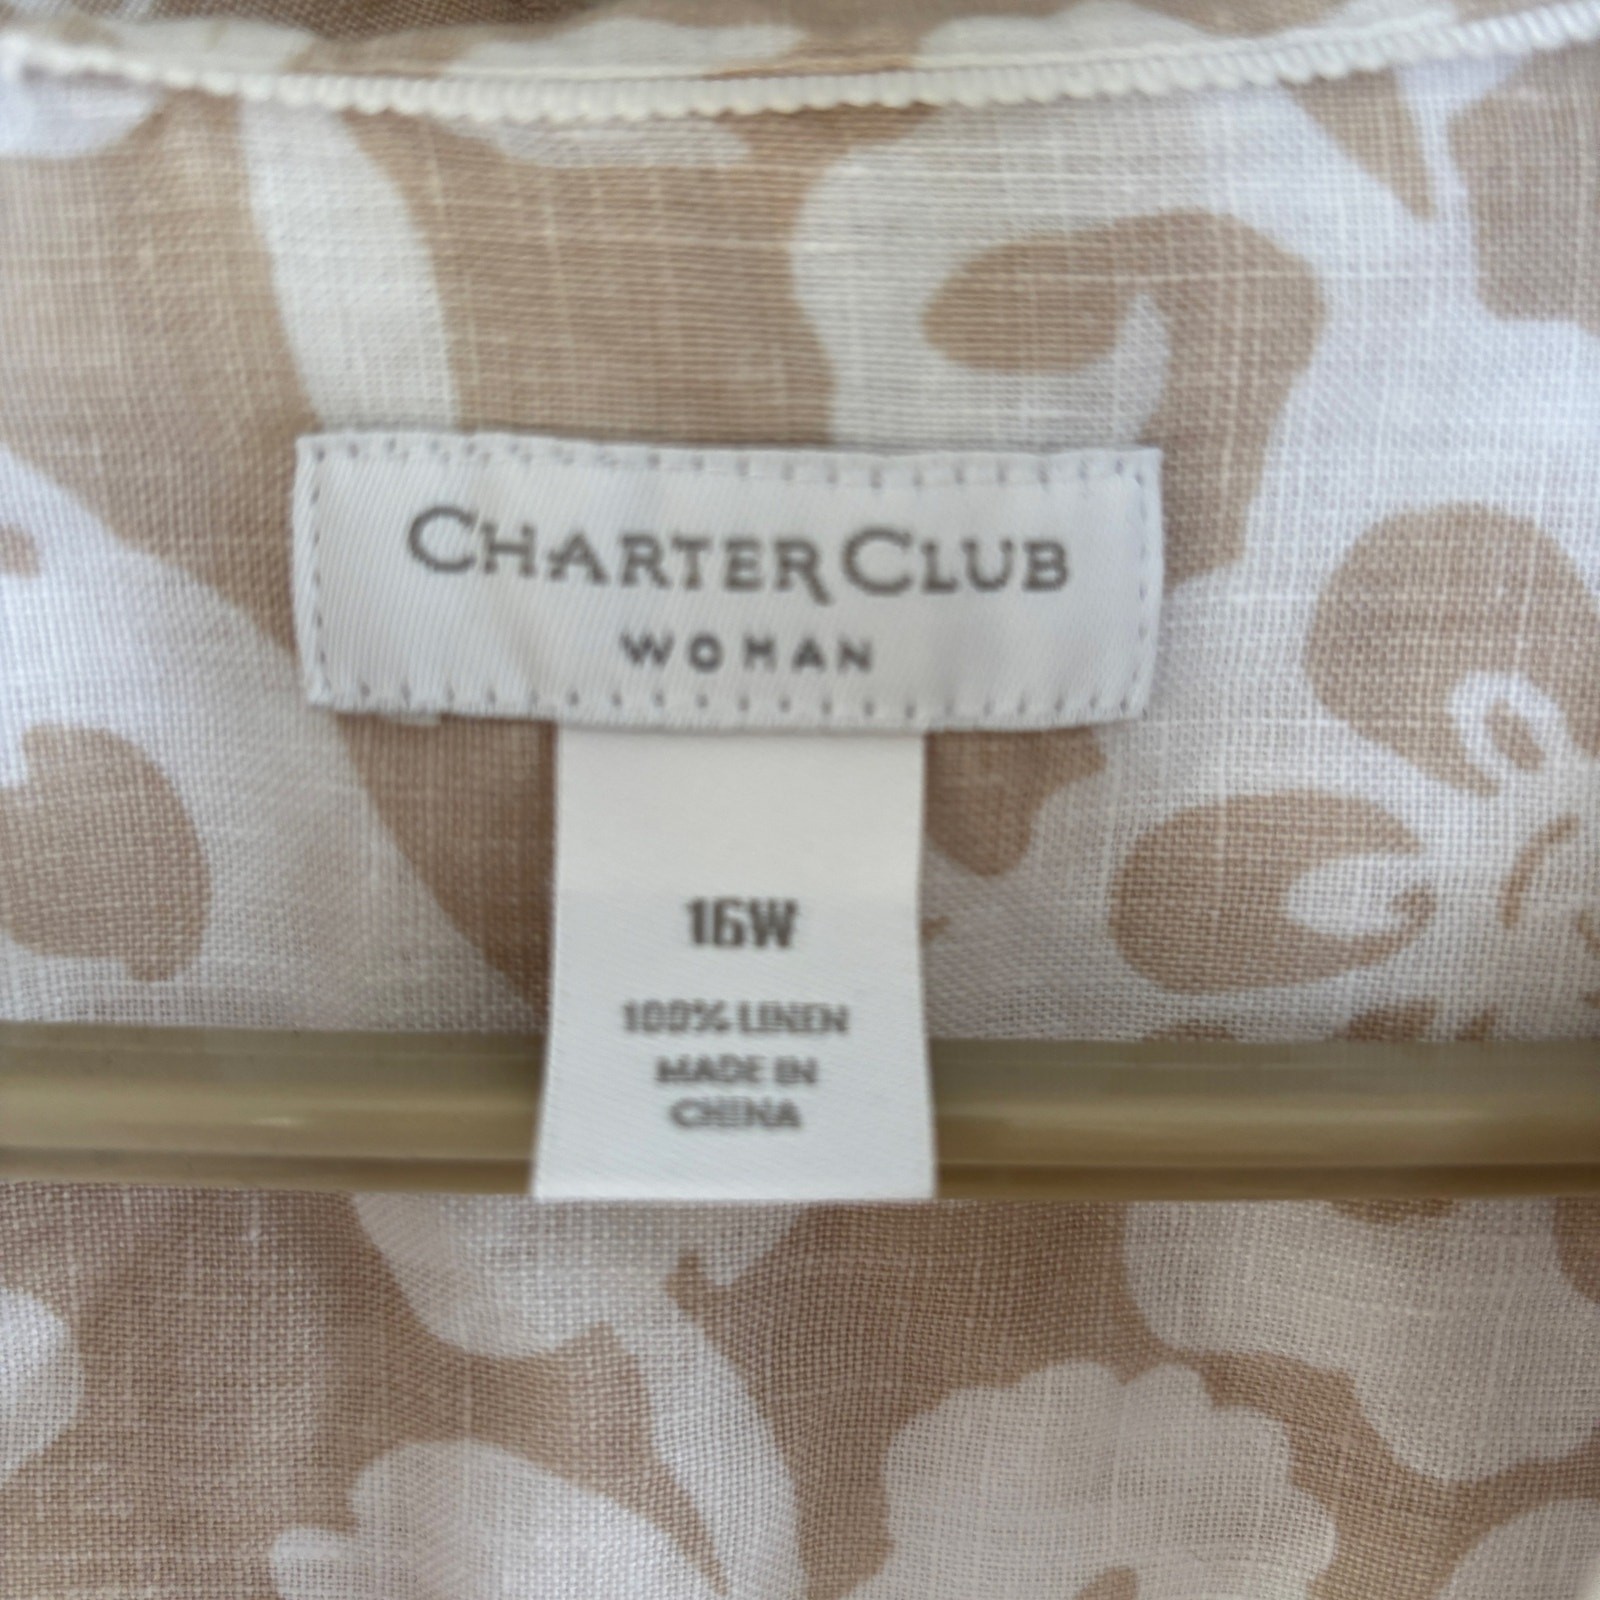 CHARTER CLUB
WOMAN
16W
100% LINEN
MADE IN
CHINA